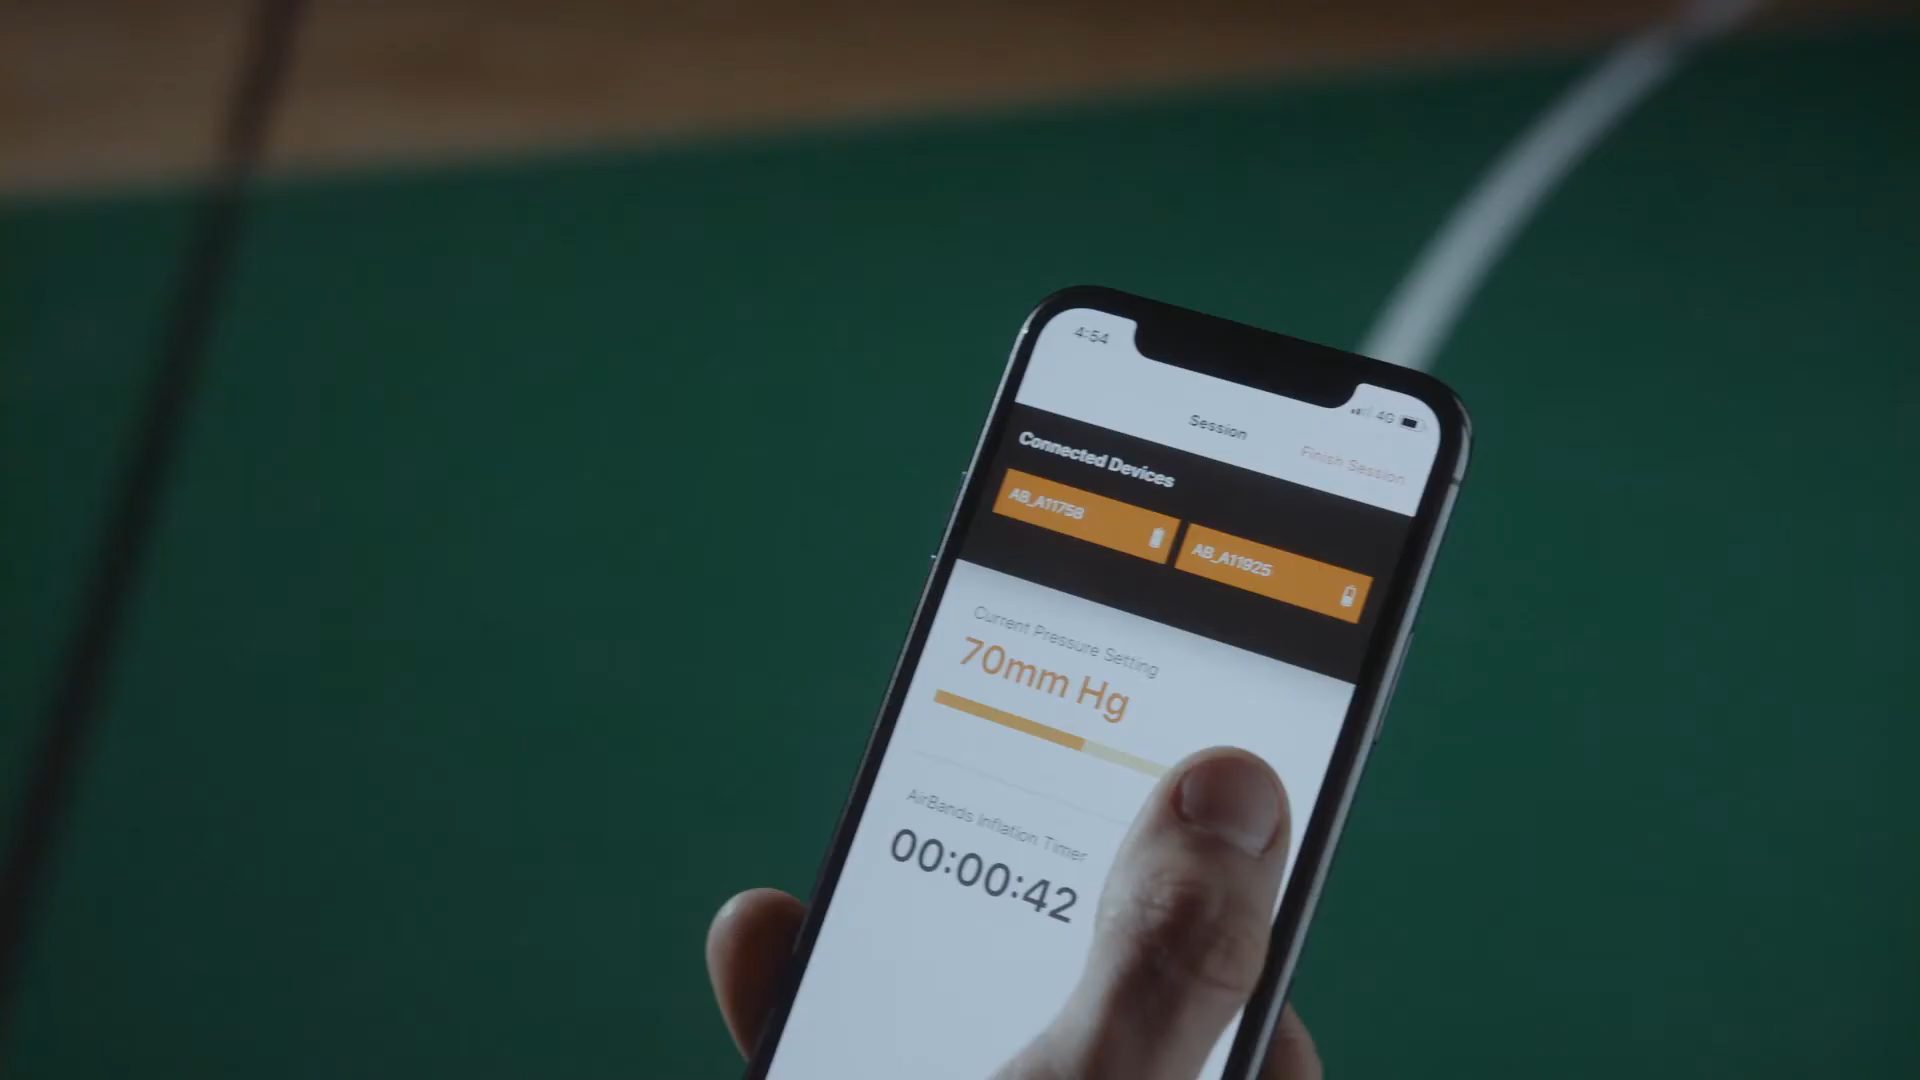 4:54
4G
Session
Finish Session
Connected Devices
AB_A11758
AB_A11925
Current Pressure Setting
70mm Hg
AirBands Inflation Timer
00:00:42